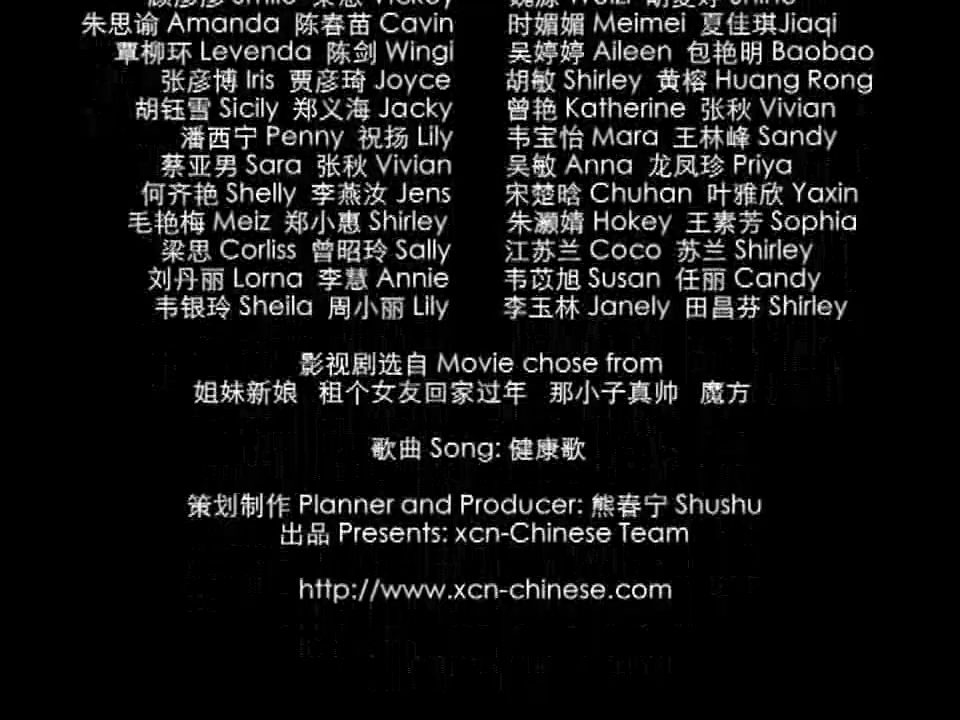 朱思谕 Amanda 陈春苗 Cavin 时媚媚 Meimei 夏佳琪Jiaqi
覃柳环 Levenda 陈剑 Wingi 吴婷婷 Aileen 包艳明 Baobao
张彦博 Iris 贾彦琦 Joyce 胡敏 Shirley 黄榕 Huang Rong
胡钰雪 Sicily 郑义海 Jacky 曾艳 Katherine 张秋 Vivian
潘西宁 Penny 祝扬 Lily 韦宝怡 Mara 王林峰 Sandy
蔡亚男 Sara 张秋 Vivian 吴敏 Anna 龙凤珍 Priya
何齐艳 Shelly 李燕汝 Jens 宋楚晗 Chuhan 叶雅欣 Yaxin
毛艳梅 Meiz 郑小惠 Shirley 朱灏婧 Hokey 王素芳 Sophia
梁思 Corliss 曾昭玲 Sally 江苏兰 Coco 苏兰 Shirley
刘丹丽 Lorna 李慧 Annie 韦苡旭 Susan 任丽 Candy
韦银玲 Sheila 周小丽 Lily 李玉林 Janely 田昌芬 Shirley
影视剧选自 Movie chose from
姐妹新娘 租个女友回家过年 那小子真帅 魔方
歌曲 Song: 健康歌
策划制作 Planner and Producer: 熊春宁 Shushu
出品 Presents: xcn-Chinese Team
http://www.xcn-chinese.com